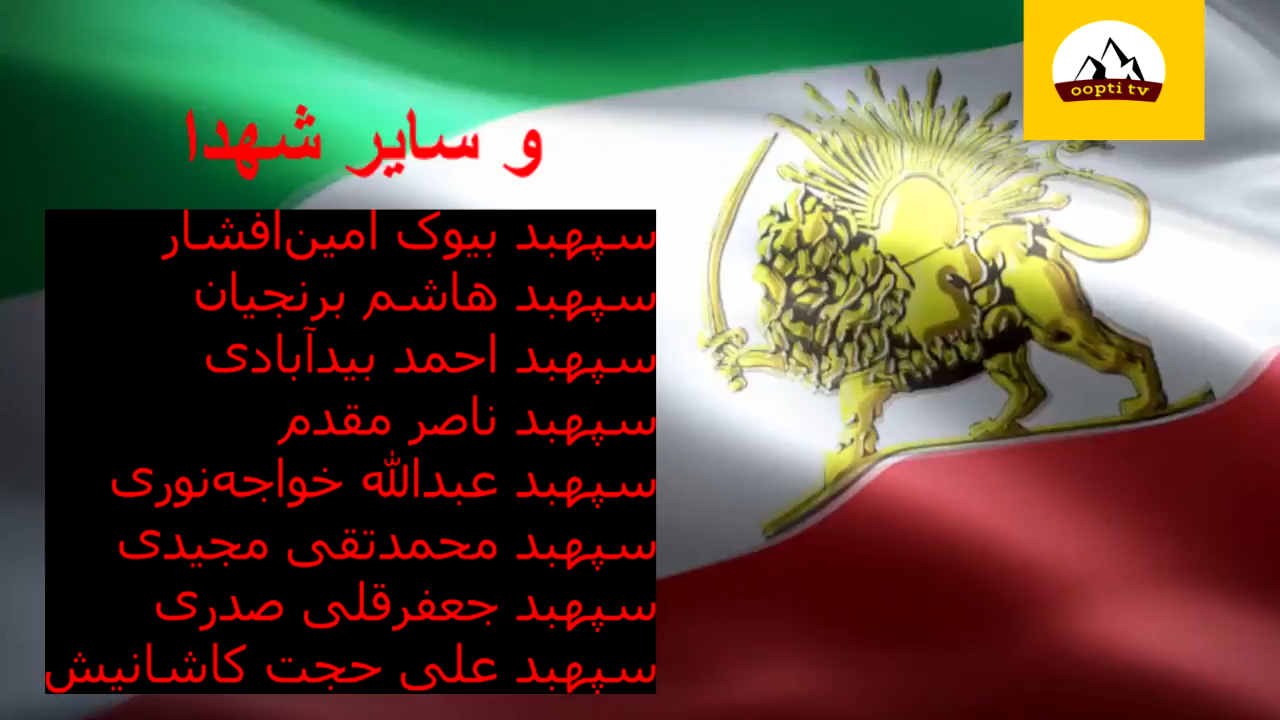 oopti tv
و سایر شهدا
سپهبد بیوک امین‌افشار
سپهبد هاشم برنجیان
سپهبد احمد بیدآبادی
سپهبد ناصر مقدم
سپهبد عبدالله خواجه‌نوری
سپهبد محمدتقی مجیدی
سپهبد جعفرقلی صدری
سپهبد علی حجت کاشانیش